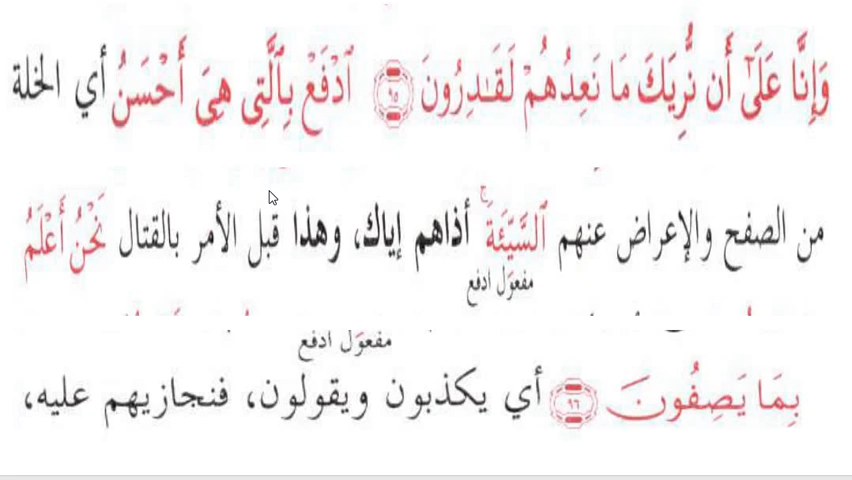 وَإِنَّا عَلَىٰٓ أَن نُّرِيَكَ مَا نَعِدُهُمْ لَقَـٰدِرُونَ ٩٥ ٱدْفَعْ بِٱلَّتِى هِىَ أَحْسَنُ أي الخلة
من الصفح والإعراض عنهم ٱلسَّيِّئَةَ ۚ أذاهم إياك، وهذا قبل الأمر بالقتال نَحْنُ أَعْلَمُ
مفعول ادفع
مفعول ادفع
بِمَا يَصِفُونَ ٩٦ أي يكذبون ويقولون، فنجازيهم عليه،